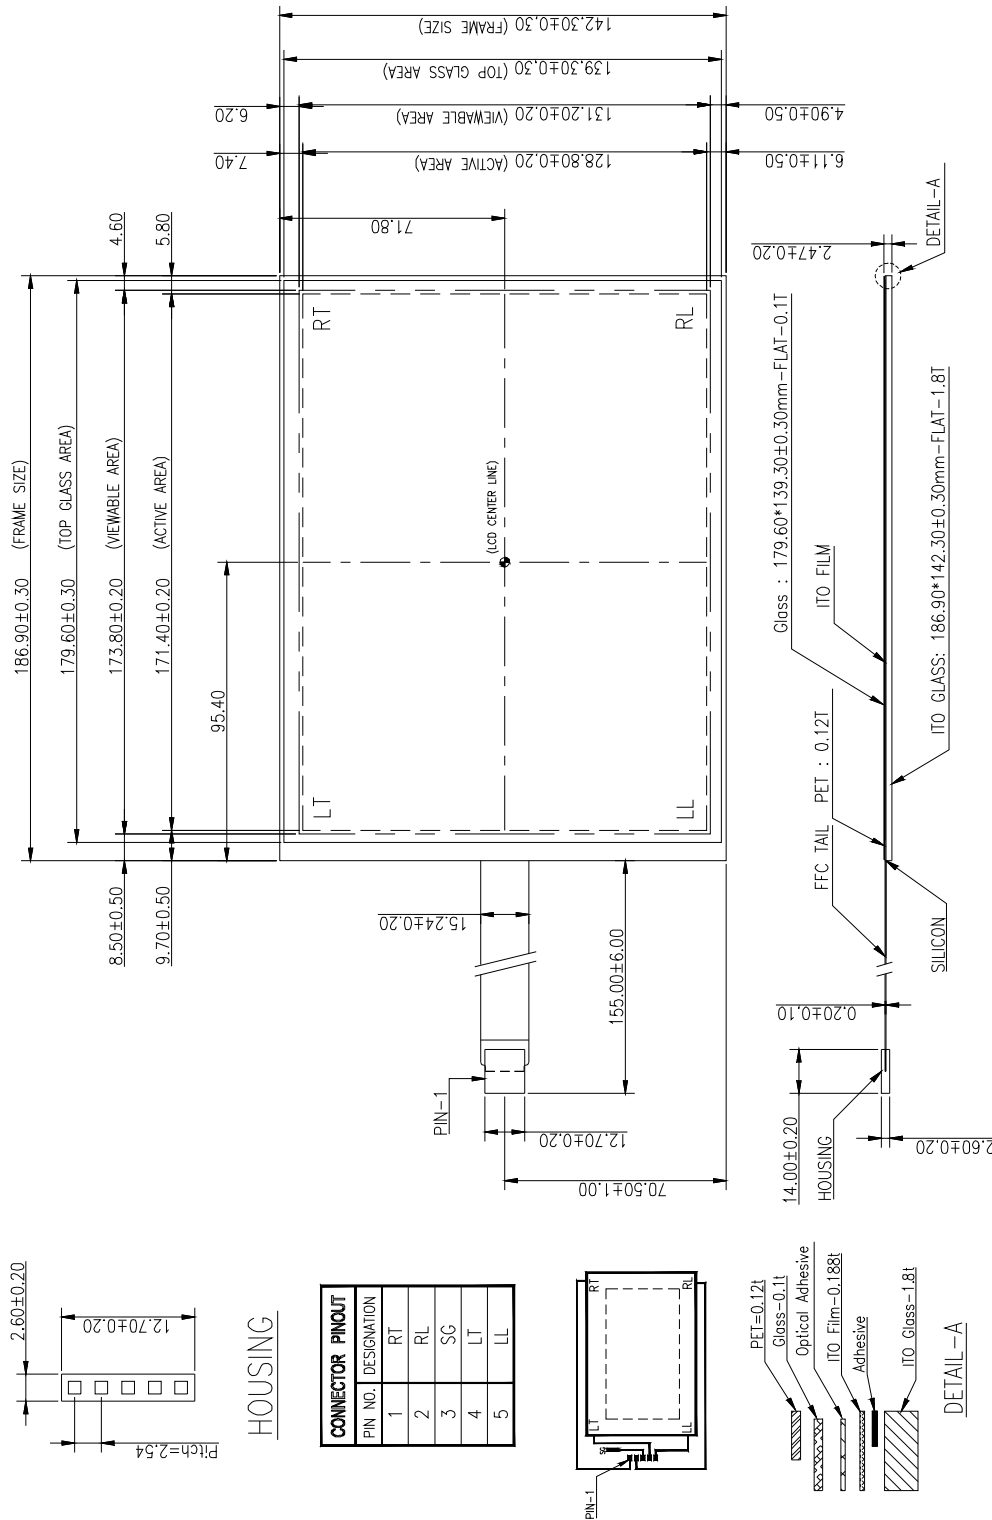 142.30±0.30 (FRAME SIZE)
139.30±0.30 (TOP GLASS AREA)
6.20
131.20±0.20 (VIEWABLE AREA)
4.90±0.50
7.40
128.80±0.20 (ACTIVE AREA)
6.11±0.50
71.80
4.60
5.80
186.90±0.30 (FRAME SIZE)
179.60±0.30 (TOP GLASS AREA)
173.80±0.20 (VIEWABLE AREA)
171.40±0.20 (ACTIVE AREA)
95.40
8.50±0.50
9.70±0.50
RT
RL
LT
LL
(LCD CENTER LINE)
15.24±0.20
155.00±6.00
PIN-1
12.70±0.20
70.50±1.00
2.47±0.20
DETAIL-A
Glass : 179.60*139.30±0.30mm-FLAT-0.1T
ITO FILM
ITO GLASS: 186.90*142.30±0.30mm-FLAT-1.8T
PET : 0.12T
FFC TAIL
SILICON
0.20±0.10
14.00±0.20
HOUSING
2.60±0.20
2.60±0.20
12.70±0.20
Pitch=2.54
HOUSING
CONNECTOR PINOUT
PIN NO. DESIGNATION
1 RT
2 RL
3 SG
4 LT
5 LL
RT
RL
LT
LL
SG
PIN-1
PET=0.12t
Glass-0.1t
Optical Adhesive
ITO Film-0.188t
Adhesive
ITO Glass-1.8t
DETAIL-A